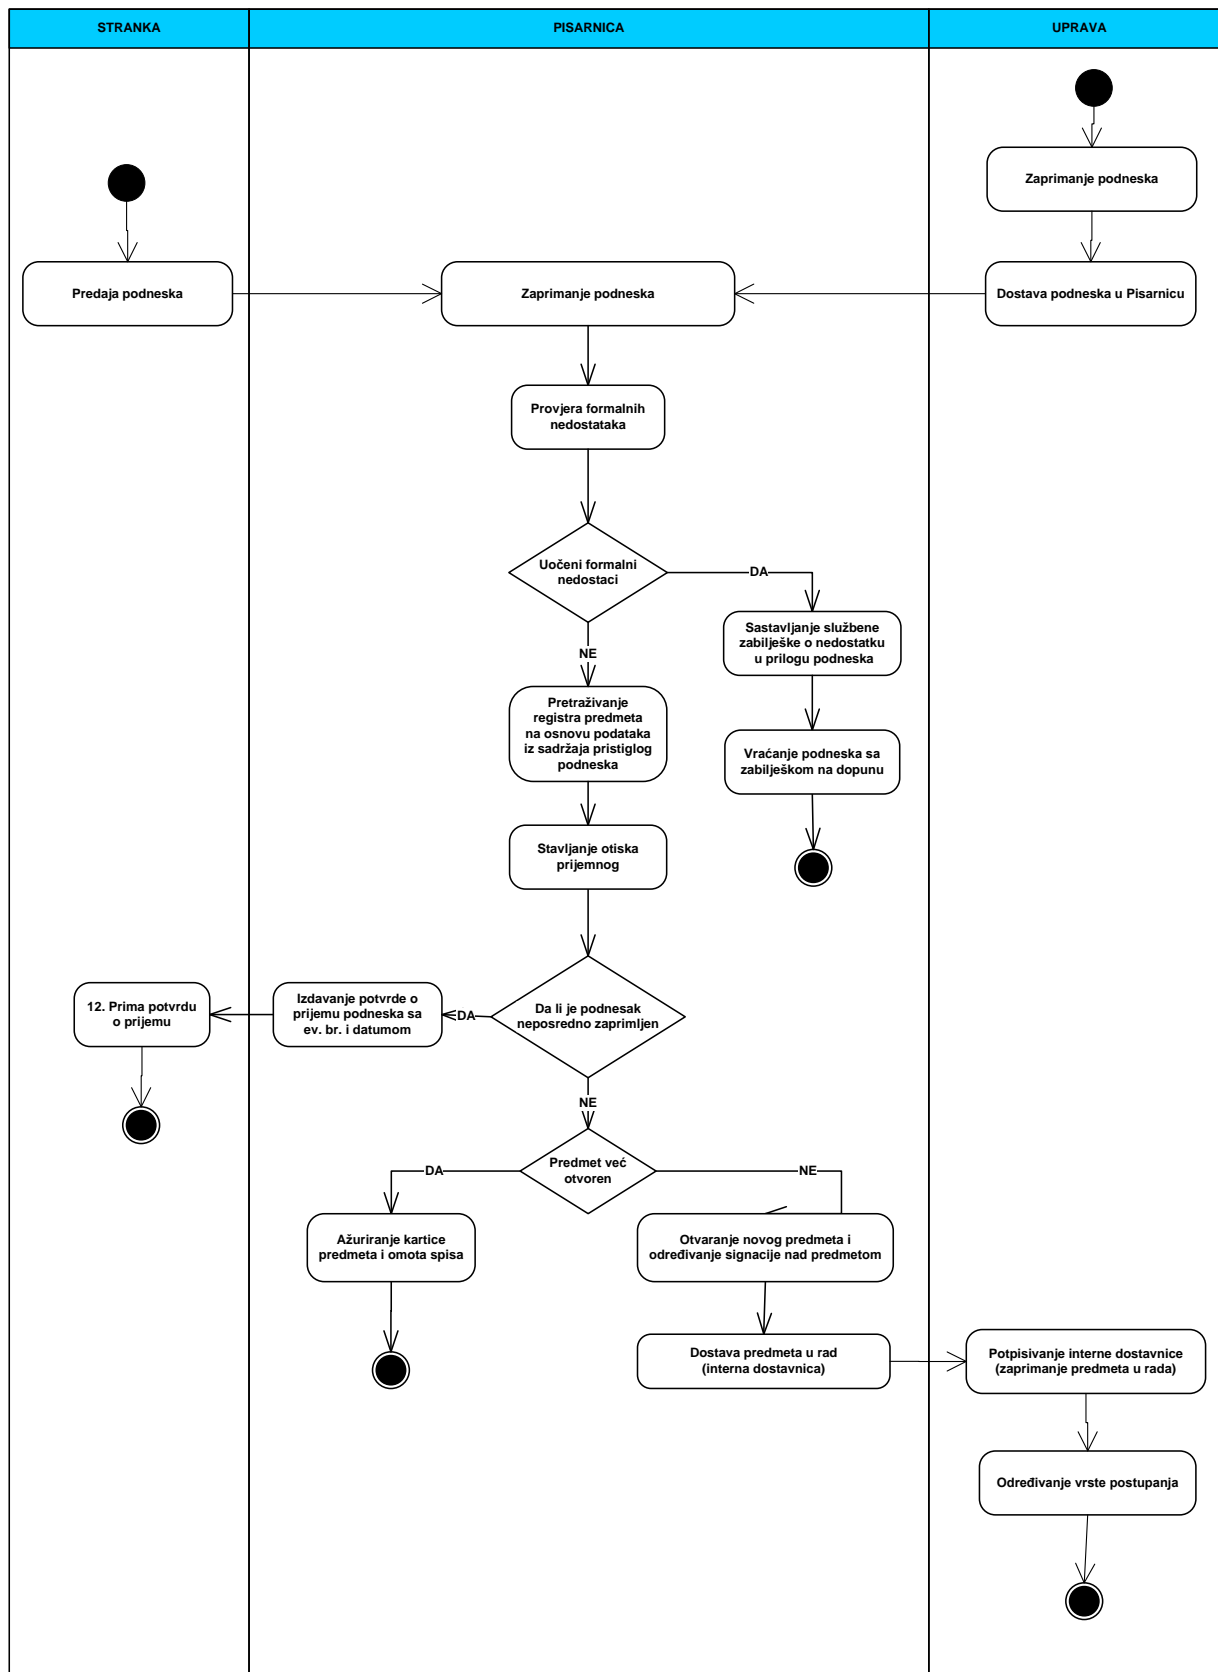 STRANKA
PISARNICA
UPRAVA
Zaprimanje podneska
Predaja podneska
Zaprimanje podneska
Dostava podneska u Pisarnicu
Provjera formalnih
nedostataka
Uočeni formalni
nedostaci
DA
NE
Sastavljanje službene
zabilješke o nedostatku
u prilogu podneska
Pretraživanje
registra predmeta
na osnovu podataka
iz sadržaja pristiglog
podneska
Vraćanje podneska sa
zabilješkom na dopunu
Stavljanje otiska
prijemnog
Da li je podnesak
neposredno zaprimljen
DA
Izdavanje potvrde o
prijemu podneska sa
ev. br. i datumom
12. Prima potvrdu
o prijemu
NE
Predmet već
otvoren
DA
NE
Ažuriranje kartice
predmeta i omota spisa
Otvaranje novog predmeta i
određivanje signacije nad predmetom
Dostava predmeta u rad
(interna dostavnica)
Potpisivanje interne dostavnice
(zaprimanje predmeta u rada)
Određivanje vrste postupanja